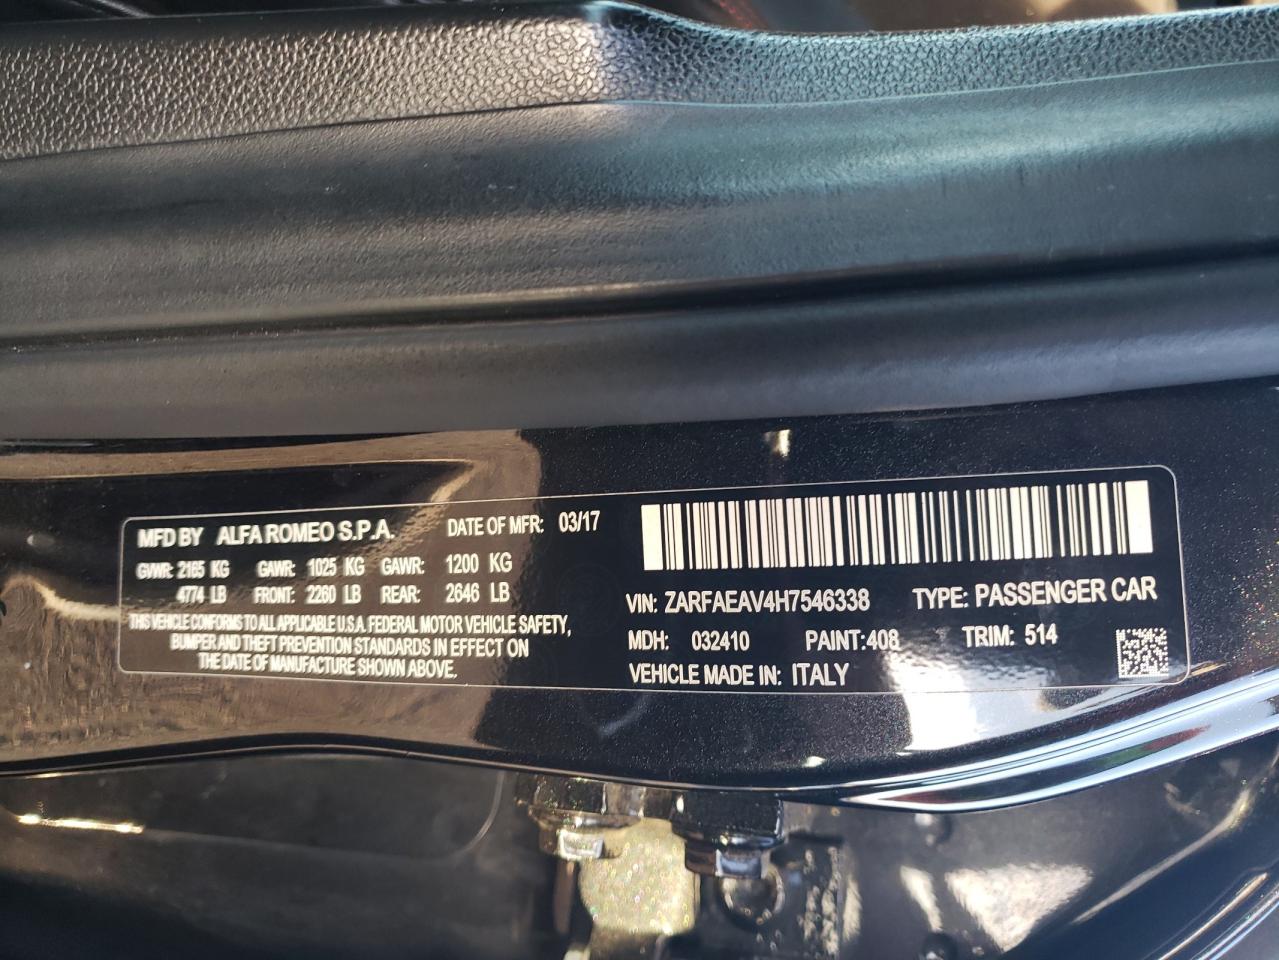 MFD BY ALFA ROMEO S.P.A. DATE OF MFR: 03/17
GVWR: 2165 KG GAWR: 1025 KG GAWR: 1200 KG
4774 LB FRONT: 2260 LB REAR: 2646 LB
THIS VEHICLE CONFORMS TO ALL APPLICABLE U.S.A. FEDERAL MOTOR VEHICLE SAFETY,
BUMPER AND THEFT PREVENTION STANDARDS IN EFFECT ON
THE DATE OF MANUFACTURE SHOWN ABOVE.
VIN: ZARFAEAV4H7546338 TYPE: PASSENGER CAR
MDH: 032410 PAINT:408 TRIM: 514
VEHICLE MADE IN: ITALY